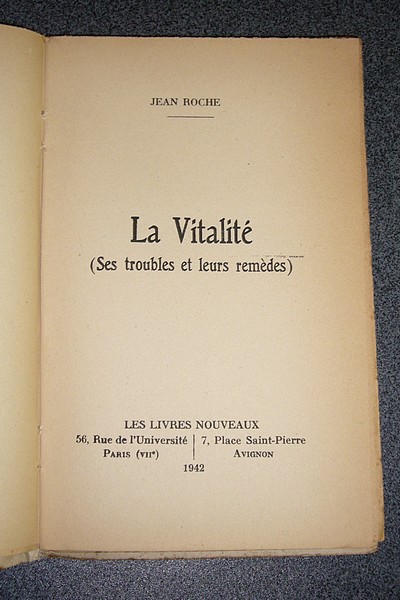 JEAN ROCHE
La Vitalité
(Ses troubles et leurs remèdes)
LES LIVRES NOUVEAUX
56, Rue de l'Université | 7, Place Saint-Pierre
PARIS (VIIe) | AVIGNON
1942